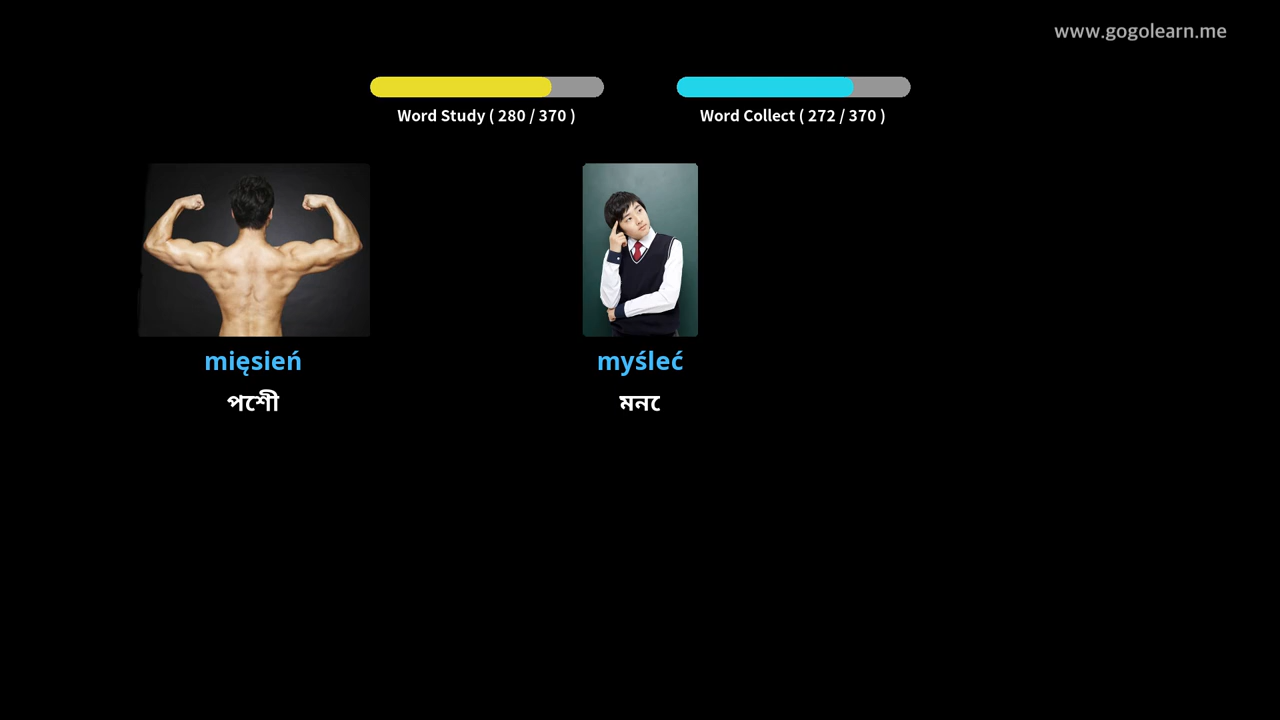 www.gogolearn.me
Word Study ( 280 / 370 )
Word Collect ( 272 / 370 )
mięsień
myśleć
পেশী
মনে